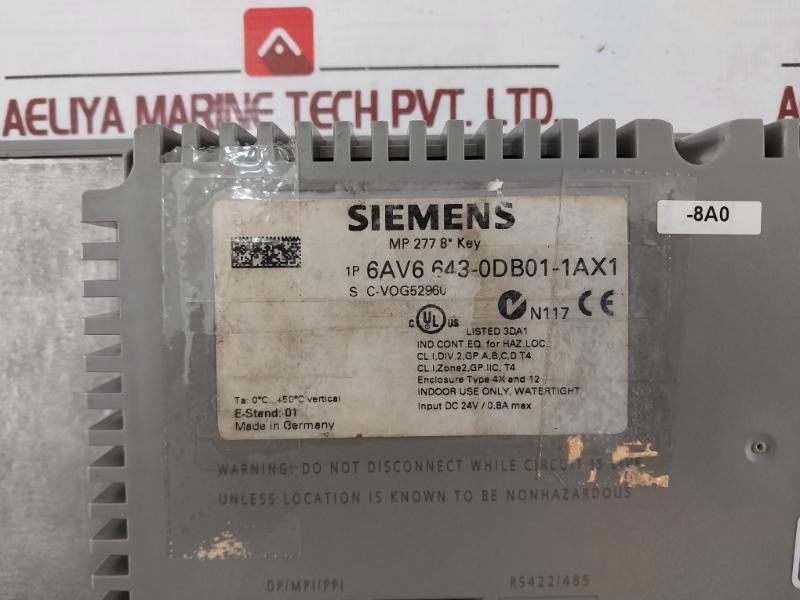 AELIYA MARINE TECH PVT. LTD.
A
SIEMENS
-8A0
MP 277 8" Key
1P 6AV6 643-0DB01-1AX1
S C-VOG52960
N117 CE
C UL US
LISTED 3DA1
IND.CONT.EQ. for HAZ.LOC.:
CL.I,DIV.2,GP.A,B,C,D T4
CL.I,Zone2,GP.IIC, T4
Enclosure Type 4X and 12
INDOOR USE ONLY, WATERTIGHT
Input DC 24V / 0.8A max
Ta: 0°C...+50°C vertical
E-Stand: 01
Made in Germany
WARNING: DO NOT DISCONNECT WHILE CIRCUIT IS LIVE
UNLESS LOCATION IS KNOWN TO BE NONHAZARDOUS
DP/MPI/PPI
RS422/485